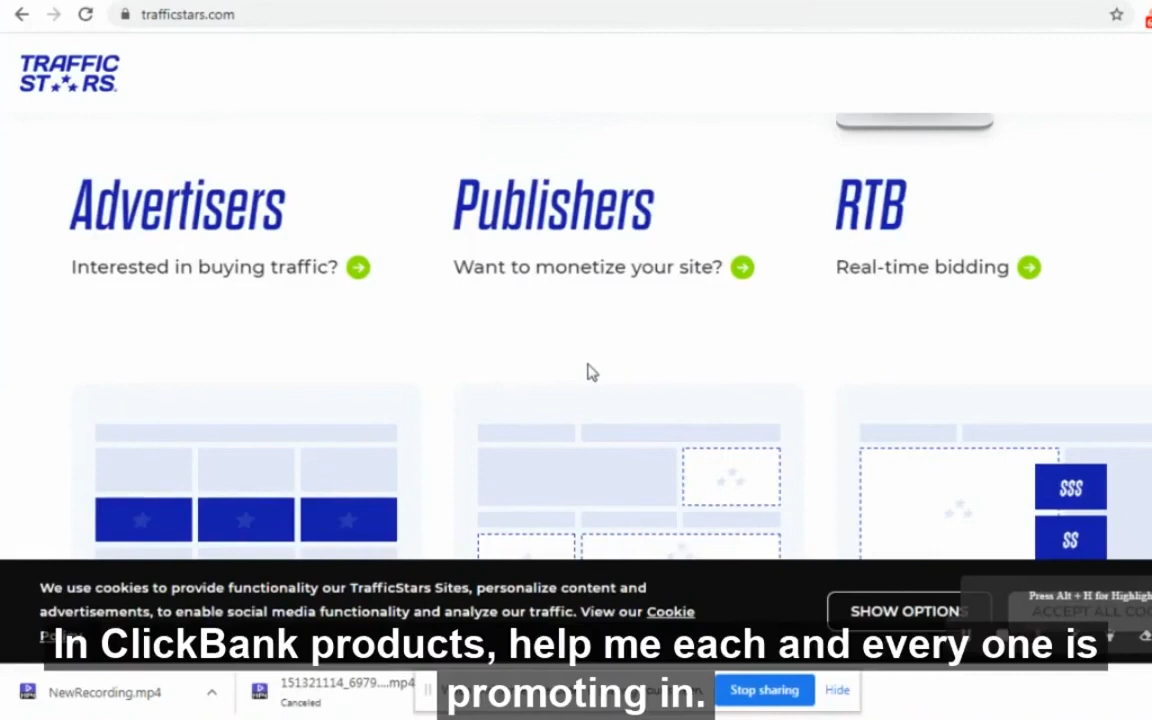 trafficstars.com
TRAFFIC
ST RS
Advertisers
Publishers
RTB
Interested in buying traffic?
Want to monetize your site?
Real-time bidding
$$$
$$
We use cookies to provide functionality our TrafficStars Sites, personalize content and
advertisements, to enable social media functionality and analyze our traffic. View our Cookie
SHOW OPTIONS
Press Alt + H for Highligh
ACCEPT ALL COO
In ClickBank products, help me each and every one is
promoting in.
NewRecording.mp4
151321114_6979....mp4
Canceled
Stop sharing
Hide